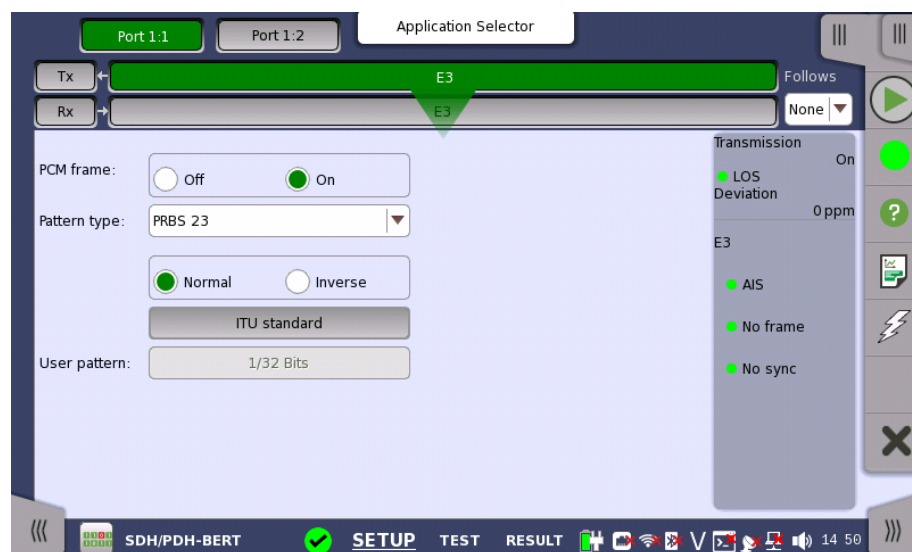 Application Selector
Port 1:1
Port 1:2
Tx
E3
Follows
Rx
E3
None
PCM frame:
Off
On
Pattern type:
PRBS 23
Normal
Inverse
ITU standard
User pattern:
1/32 Bits
Transmission
On
LOS
Deviation
0 ppm
E3
AIS
No frame
No sync
SDH/PDH-BERT
SETUP
TEST
RESULT
14 50